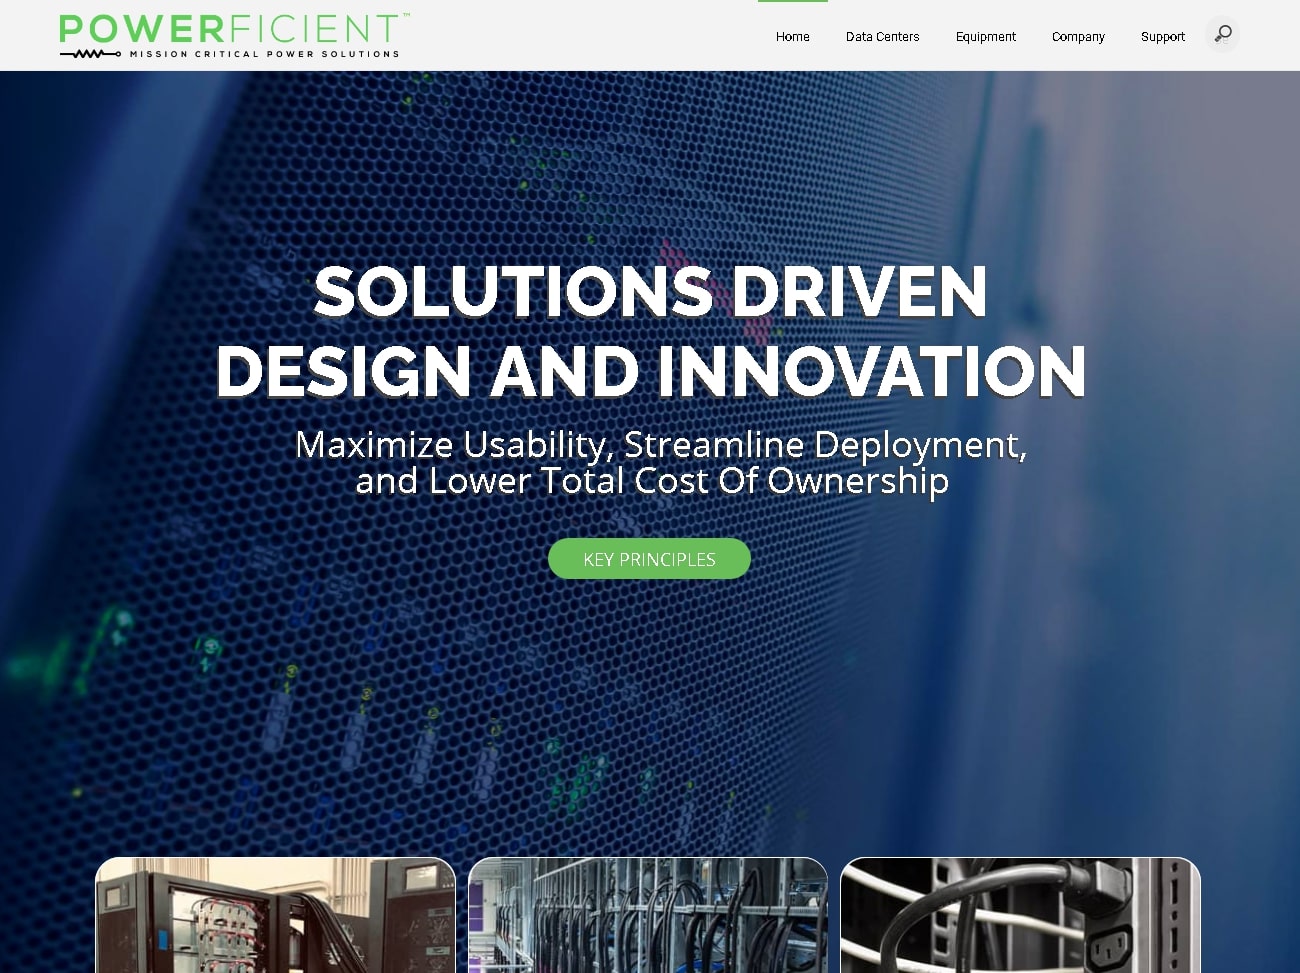 POWERFICIENT™
MISSION CRITICAL POWER SOLUTIONS
Home
Data Centers
Equipment
Company
Support
SOLUTIONS DRIVEN
DESIGN AND INNOVATION
Maximize Usability, Streamline Deployment,
and Lower Total Cost Of Ownership
KEY PRINCIPLES